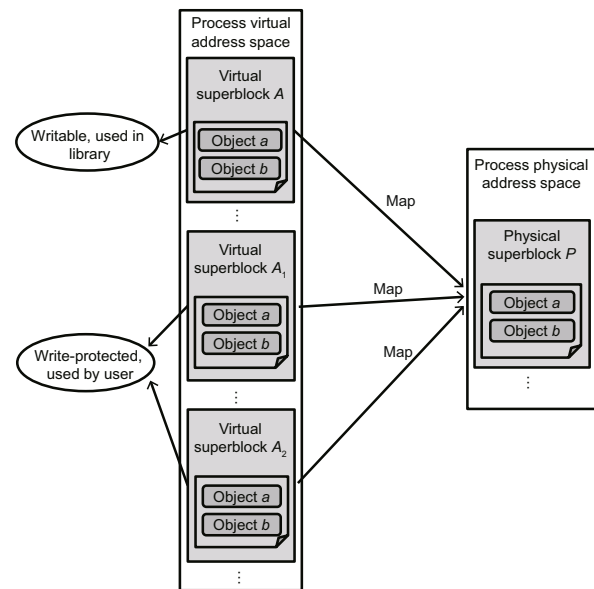 Process virtual
address space
Virtual
superblock A
Object a
Object b
⋮
Virtual
superblock A₁
Object a
Object b
⋮
Virtual
superblock A₂
Object a
Object b
⋮
Writable, used in
library
Write-protected,
used by user
Map
Map
Map
Process physical
address space
Physical
superblock P
Object a
Object b
⋮